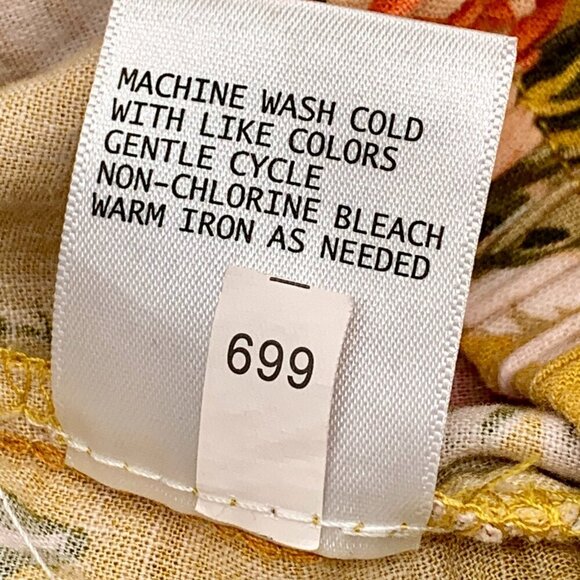 MACHINE WASH COLD
WITH LIKE COLORS
GENTLE CYCLE
NON-CHLORINE BLEACH
WARM IRON AS NEEDED
699